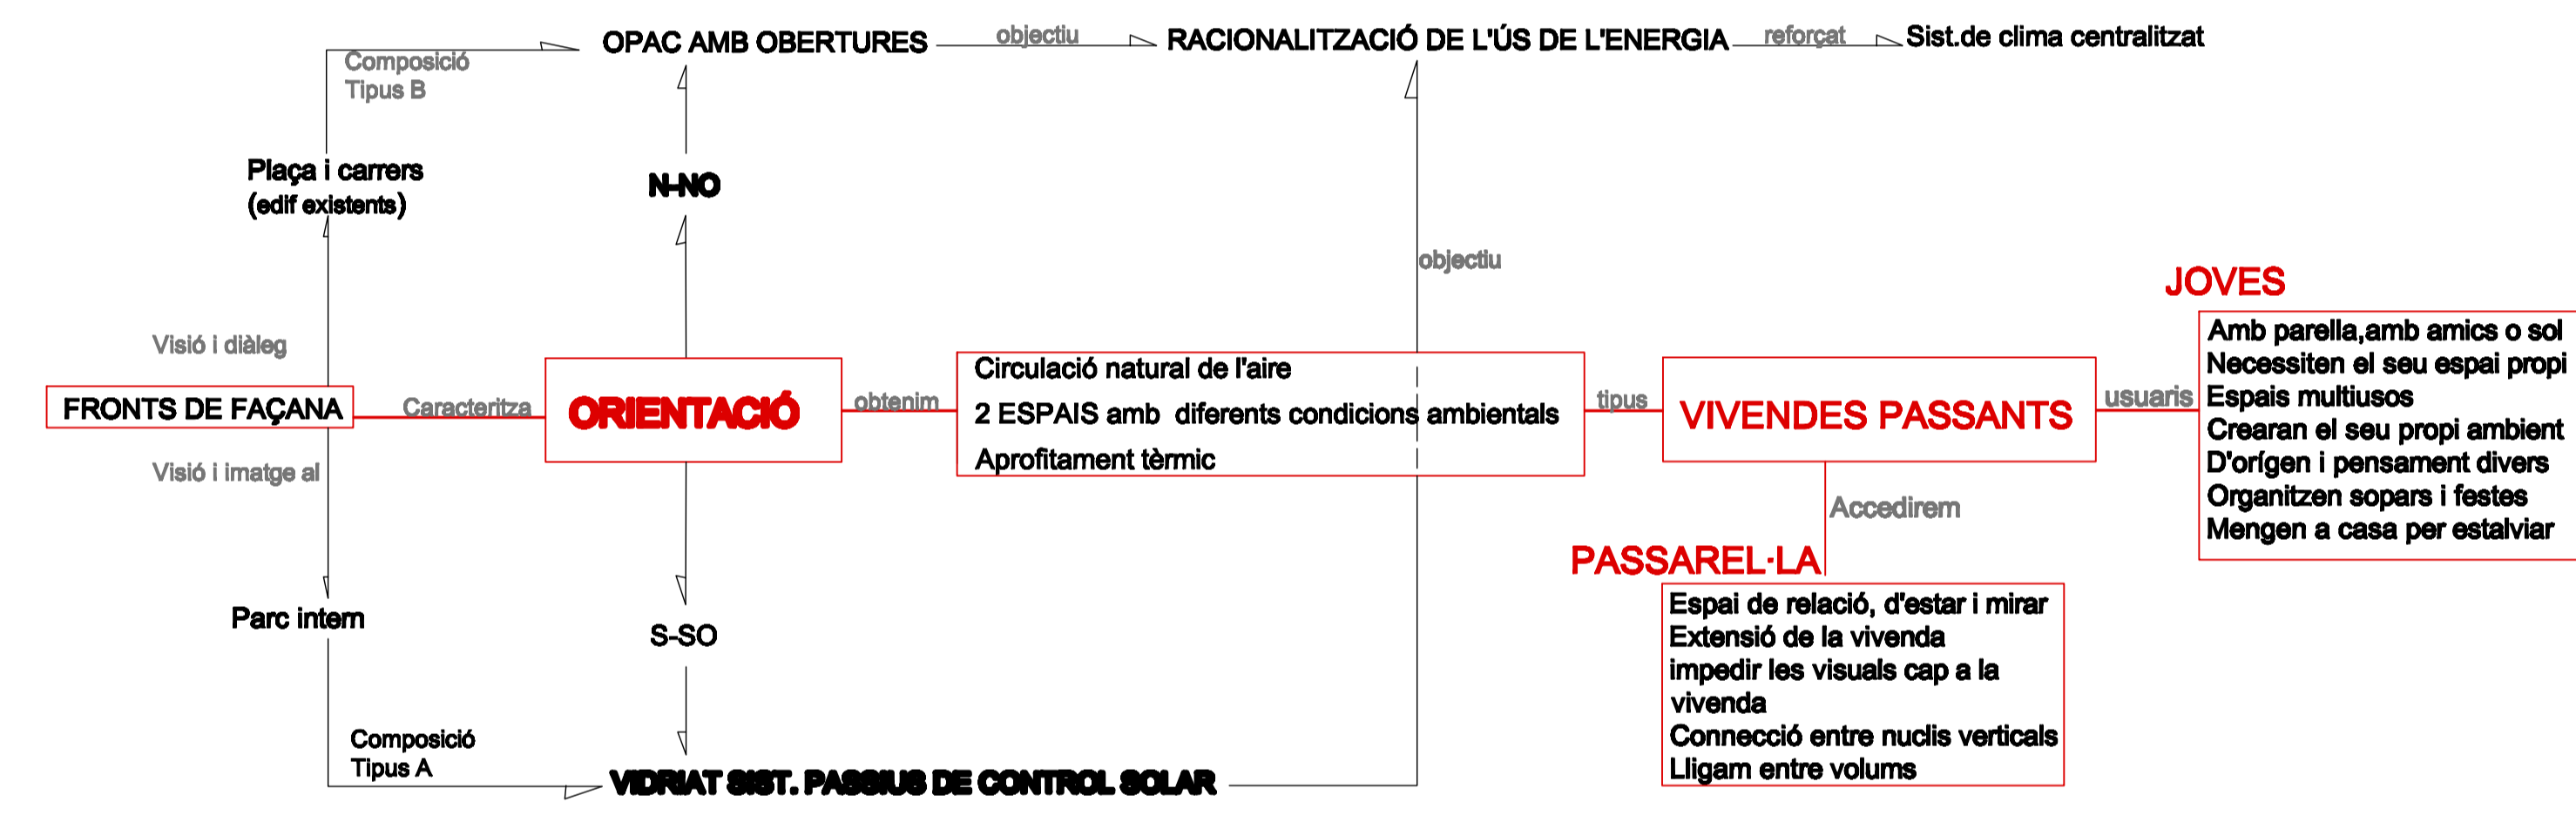 OPAC AMB OBERTURES
objectiu
RACIONALITZACIÓ DE L'ÚS DE L'ENERGIA
reforçat
Sist.de clima centralitzat
Composició
Tipus B
Plaça i carrers
(edif existents)
N-NO
objectiu
Visió i diàleg
FRONTS DE FAÇANA
Visió i imatge al
Caracteritza
ORIENTACIÓ
obtenim
Circulació natural de l'aire
2 ESPAIS amb diferents condicions ambientals
Aprofitament tèrmic
tipus
VIVENDES PASSANTS
usuaris
JOVES
Amb parella,amb amics o sol
Necessiten el seu espai propi
Espais multiusos
Crearan el seu propi ambient
D'orígen i pensament divers
Organitzen sopars i festes
Mengen a casa per estalviar
Accedirem
PASSAREL·LA
Espai de relació, d'estar i mirar
Extensió de la vivenda
impedir les visuals cap a la
vivenda
Connecció entre nuclis verticals
Lligam entre volums
Parc intern
S-SO
Composició
Tipus A
VIDRIAT SIST. PASSIUS DE CONTROL SOLAR